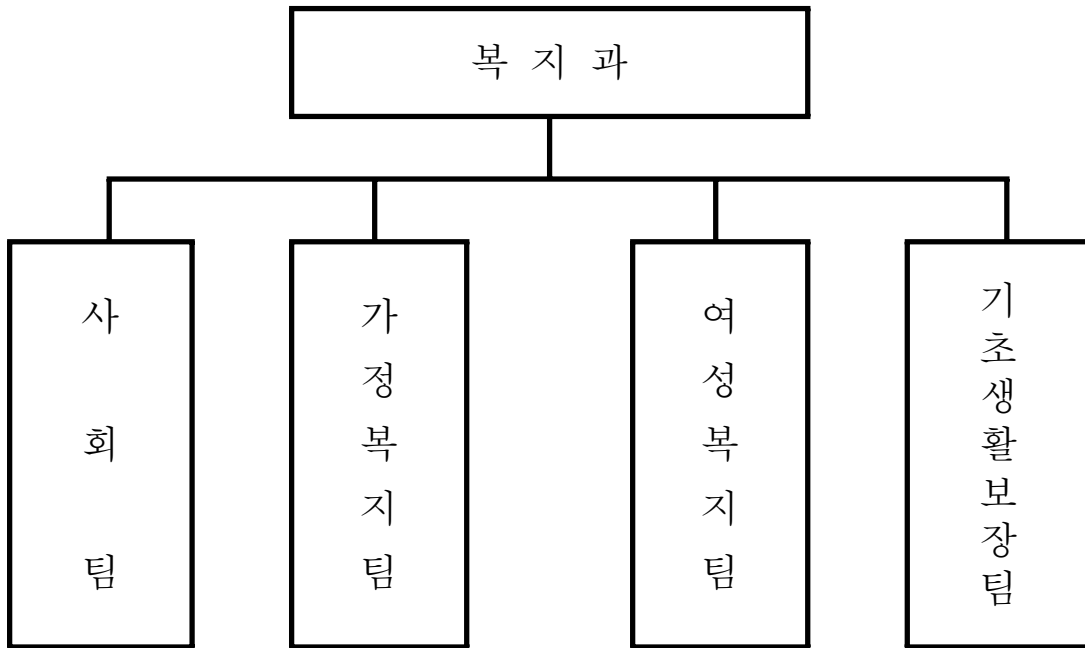 복 지 과
사회팀
가정복지팀
여성복지팀
기초생활보장팀